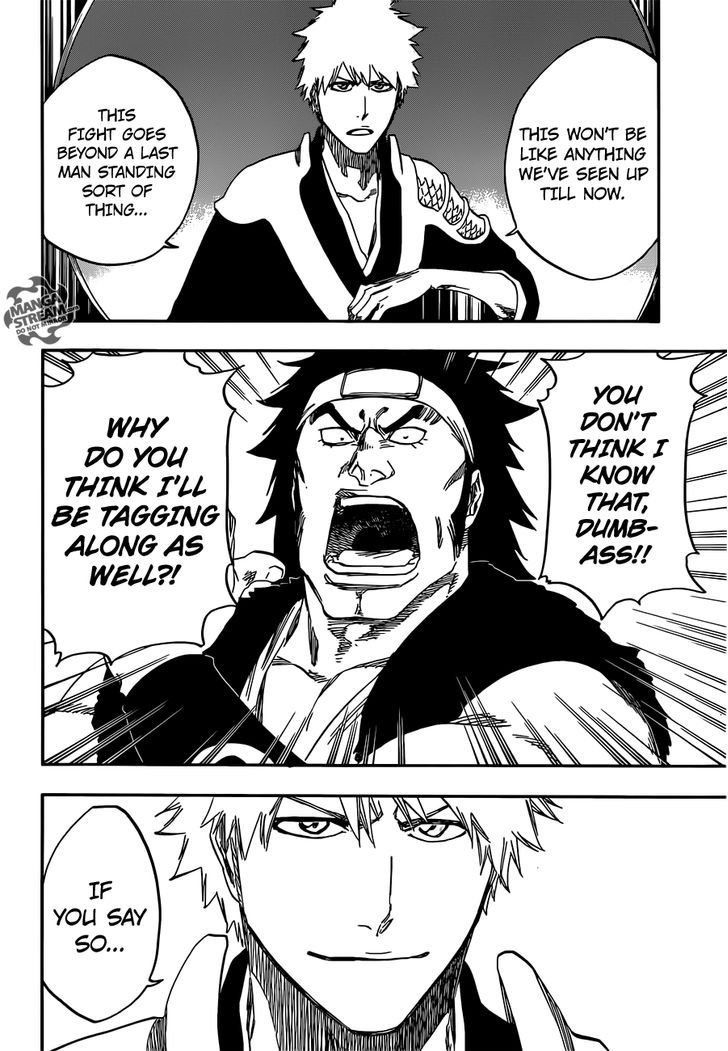 THIS WON'T BE
LIKE ANYTHING
WE'VE SEEN UP
TILL NOW.
THIS
FIGHT GOES
BEYOND A LAST
MAN STANDING
SORT OF
THING...
MANGA
STREAM.com
DO NOT MIRROR
YOU
DON'T
THINK I
KNOW
THAT,
DUMB-
ASS!!
WHY
DO YOU
THINK I'LL
BE TAGGING
ALONG AS
WELL?!
IF
YOU SAY
SO...